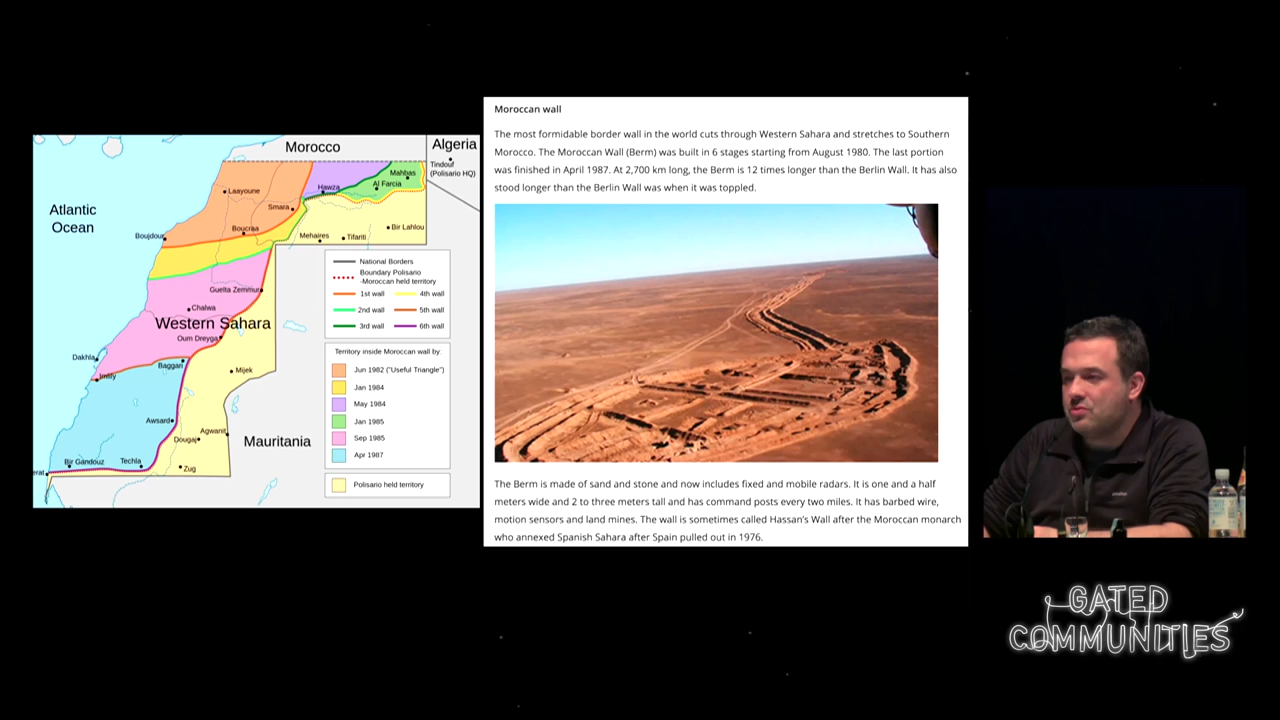 Morocco
Algeria
Tindouf
(Polisario HQ)
Atlantic
Ocean
Laayoune
Hawza
Mahbas
Al Farcia
Smara
Boujdour
Boucraa
Mehaires
Tifariti
Bir Lahlou
Guelta Zemmur
Chalwa
Western Sahara
Oum Dreyga
Dakhla
Imlily
Baggari
Mijek
Awsard
Dougaj
Agwanit
Mauritania
Bir Gandouz
Techla
Zug
erat
National Borders
Boundary Polisario
-Moroccan held territory
1st wall
4th wall
2nd wall
5th wall
3rd wall
6th wall
Territory inside Moroccan wall by:
Jun 1982 ("Useful Triangle")
Jan 1984
May 1984
Jan 1985
Sep 1985
Apr 1987
Polisario held territory
Moroccan wall
The most formidable border wall in the world cuts through Western Sahara and stretches to Southern
Morocco. The Moroccan Wall (Berm) was built in 6 stages starting from August 1980. The last portion
was finished in April 1987. At 2,700 km long, the Berm is 12 times longer than the Berlin Wall. It has also
stood longer than the Berlin Wall was when it was toppled.
The Berm is made of sand and stone and now includes fixed and mobile radars. It is one and a half
meters wide and 2 to three meters tall and has command posts every two miles. It has barbed wire,
motion sensors and land mines. The wall is sometimes called Hassan's Wall after the Moroccan monarch
who annexed Spanish Sahara after Spain pulled out in 1976.
GATED
COMMUNITIES